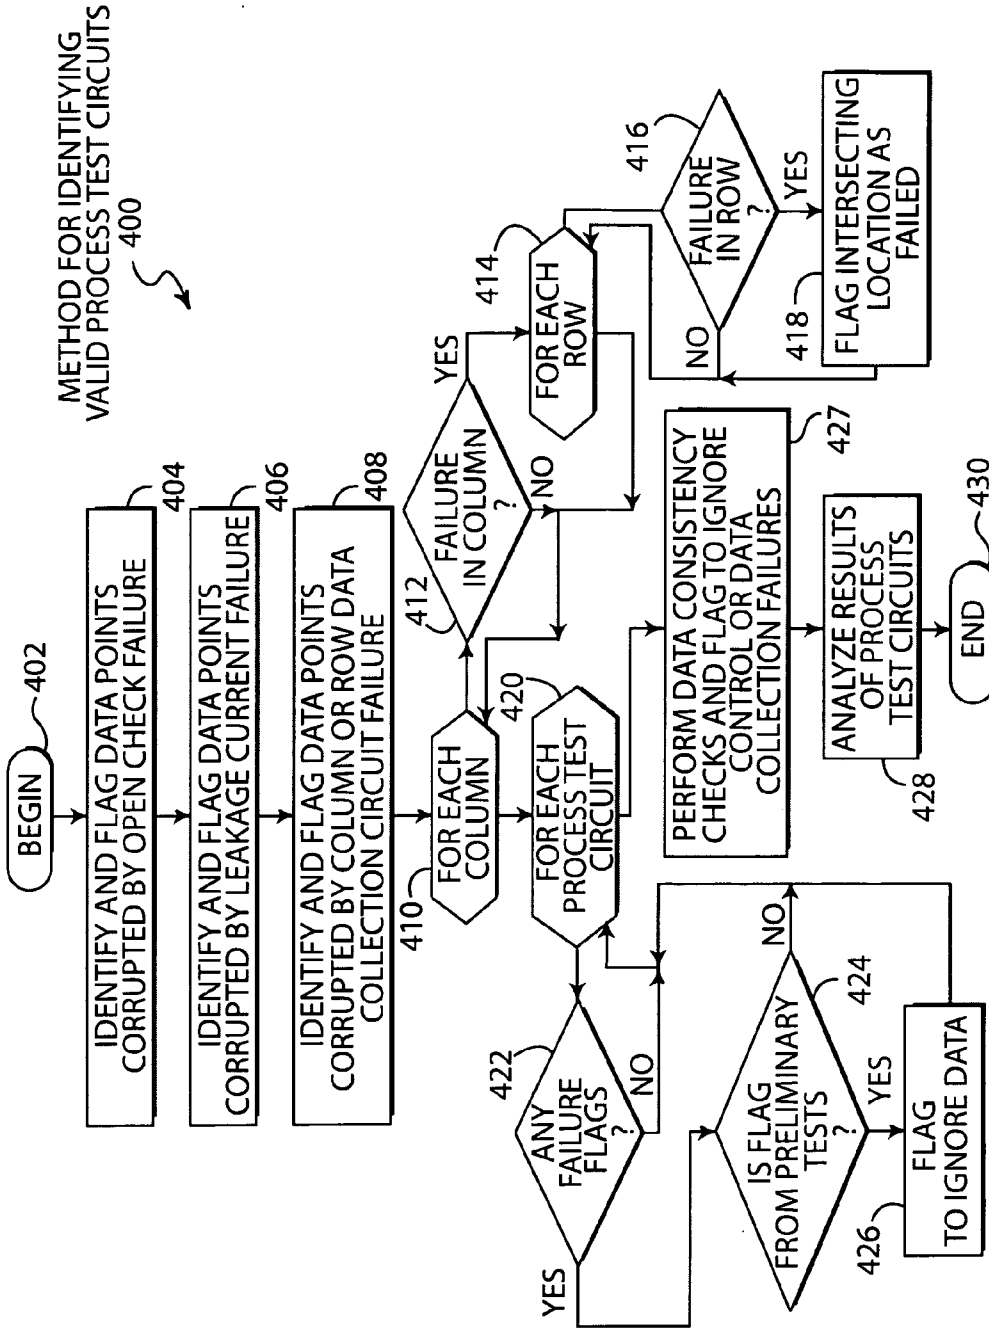 METHOD FOR IDENTIFYING
VALID PROCESS TEST CIRCUITS
400
BEGIN
402
IDENTIFY AND FLAG DATA POINTS
CORRUPTED BY OPEN CHECK FAILURE
404
IDENTIFY AND FLAG DATA POINTS
CORRUPTED BY LEAKAGE CURRENT FAILURE
406
IDENTIFY AND FLAG DATA POINTS
CORRUPTED BY COLUMN OR ROW DATA
COLLECTION CIRCUIT FAILURE
408
410
FOR EACH
COLUMN
412
FAILURE
IN COLUMN
?
YES
NO
414
FOR EACH
ROW
416
FAILURE
IN ROW
?
NO
YES
418
FLAG INTERSECTING
LOCATION AS
FAILED
420
FOR EACH
PROCESS TEST
CIRCUIT
422
ANY
FAILURE
FLAGS
?
YES
NO
424
IS FLAG
FROM PRELIMINARY
TESTS
?
NO
YES
426
FLAG
TO IGNORE DATA
PERFORM DATA CONSISTENCY
CHECKS AND FLAG TO IGNORE
CONTROL OR DATA
COLLECTION FAILURES
427
ANALYZE RESULTS
OF PROCESS
TEST CIRCUITS
428
END
430